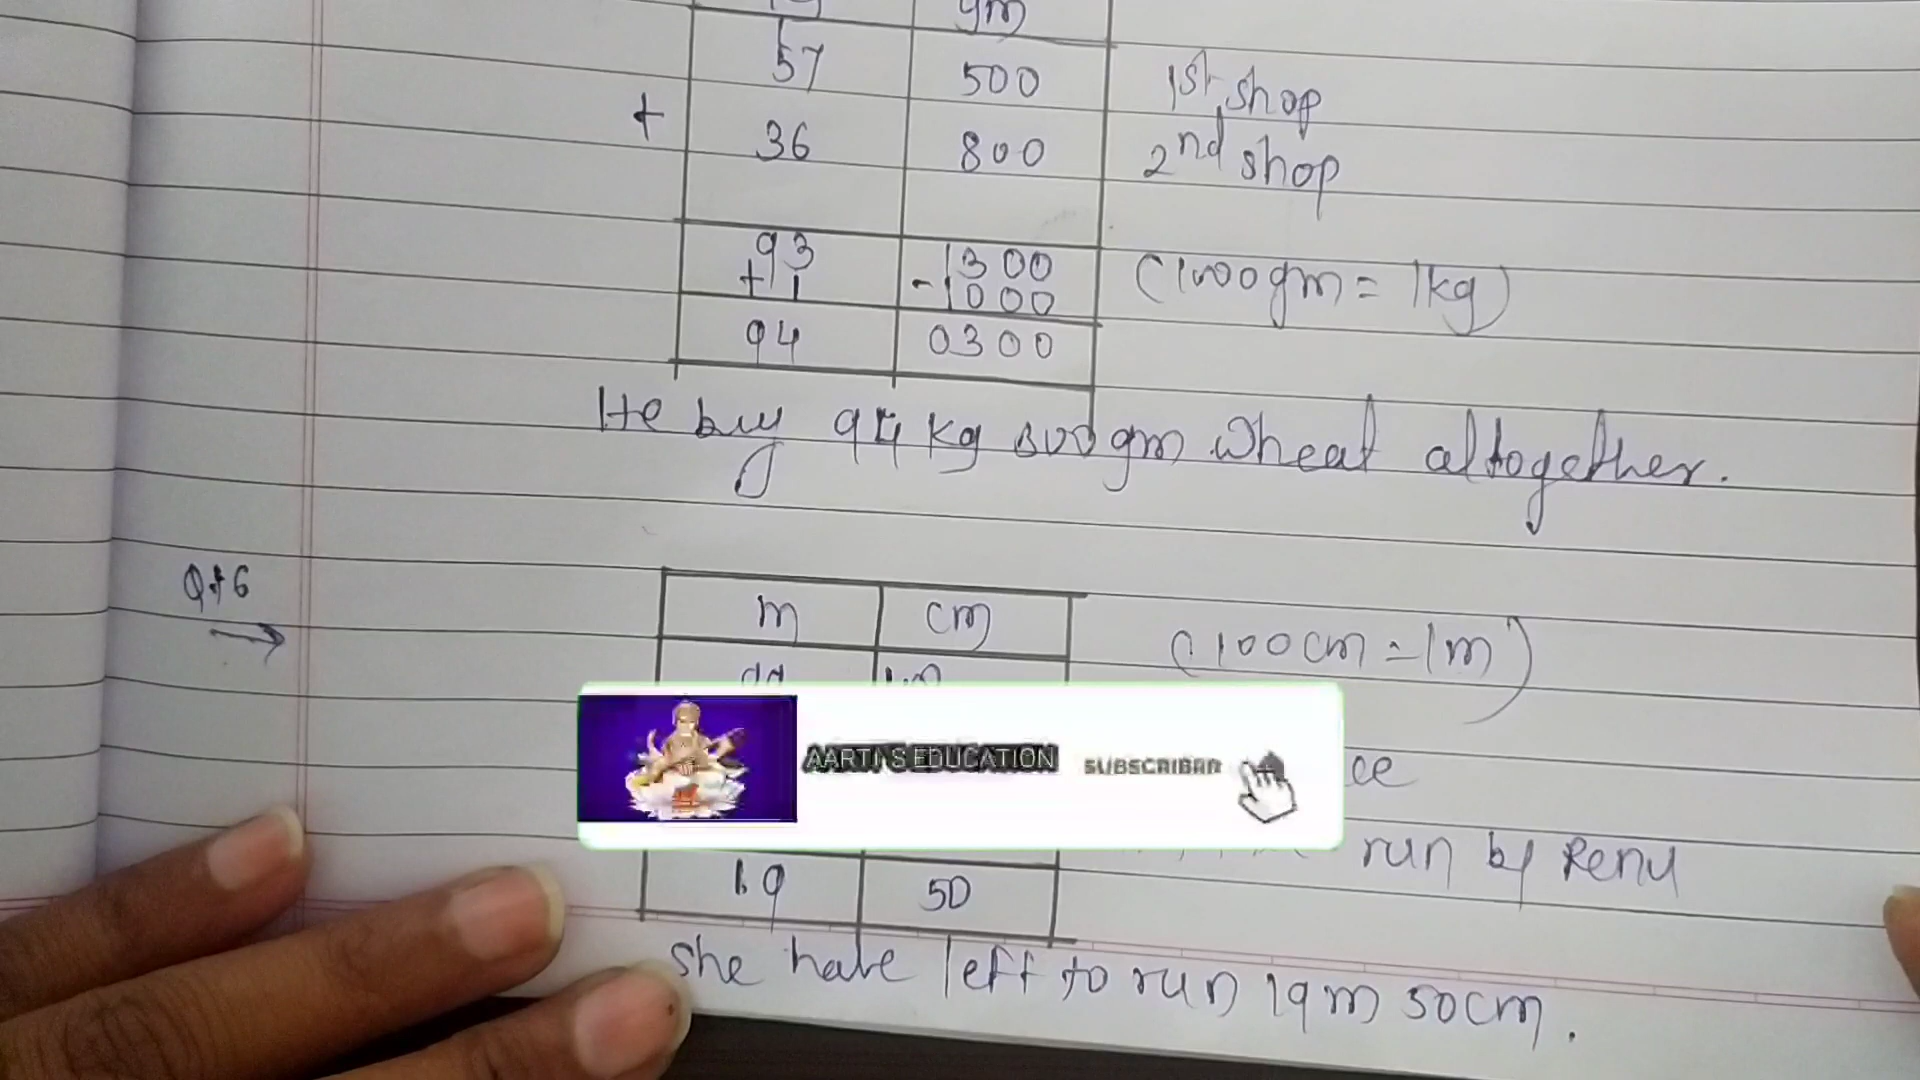 gm
57 500 1st shop
+ 36 800 2nd shop
93 1300
+1 -1000 (1000gm = 1kg)
94 0300
He buy 94 kg 300 gm wheat altogether.
Q.6
m cm (100cm = 1m)
AARTI'S EDUCATION SUBSCRIBER
run by Renu
19 50
she have left to run 19m 50cm.